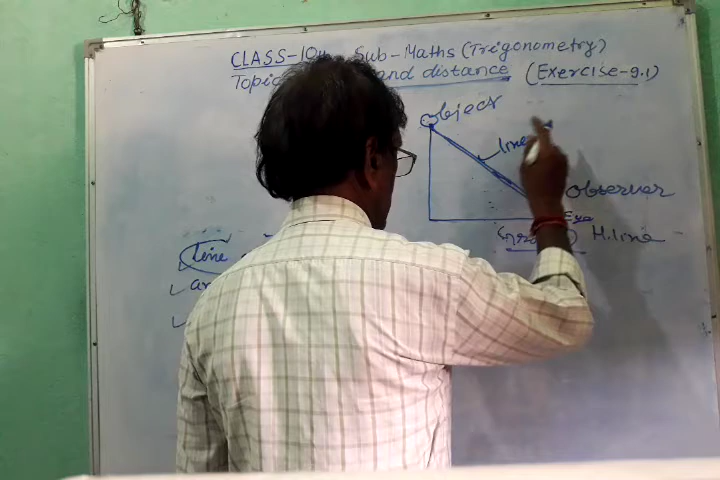 CLASS-10th Sub-Maths (Trigonometry)
Topic and distance (Exercise-9.1)
Object
line
Observer
Eye
H.line
line